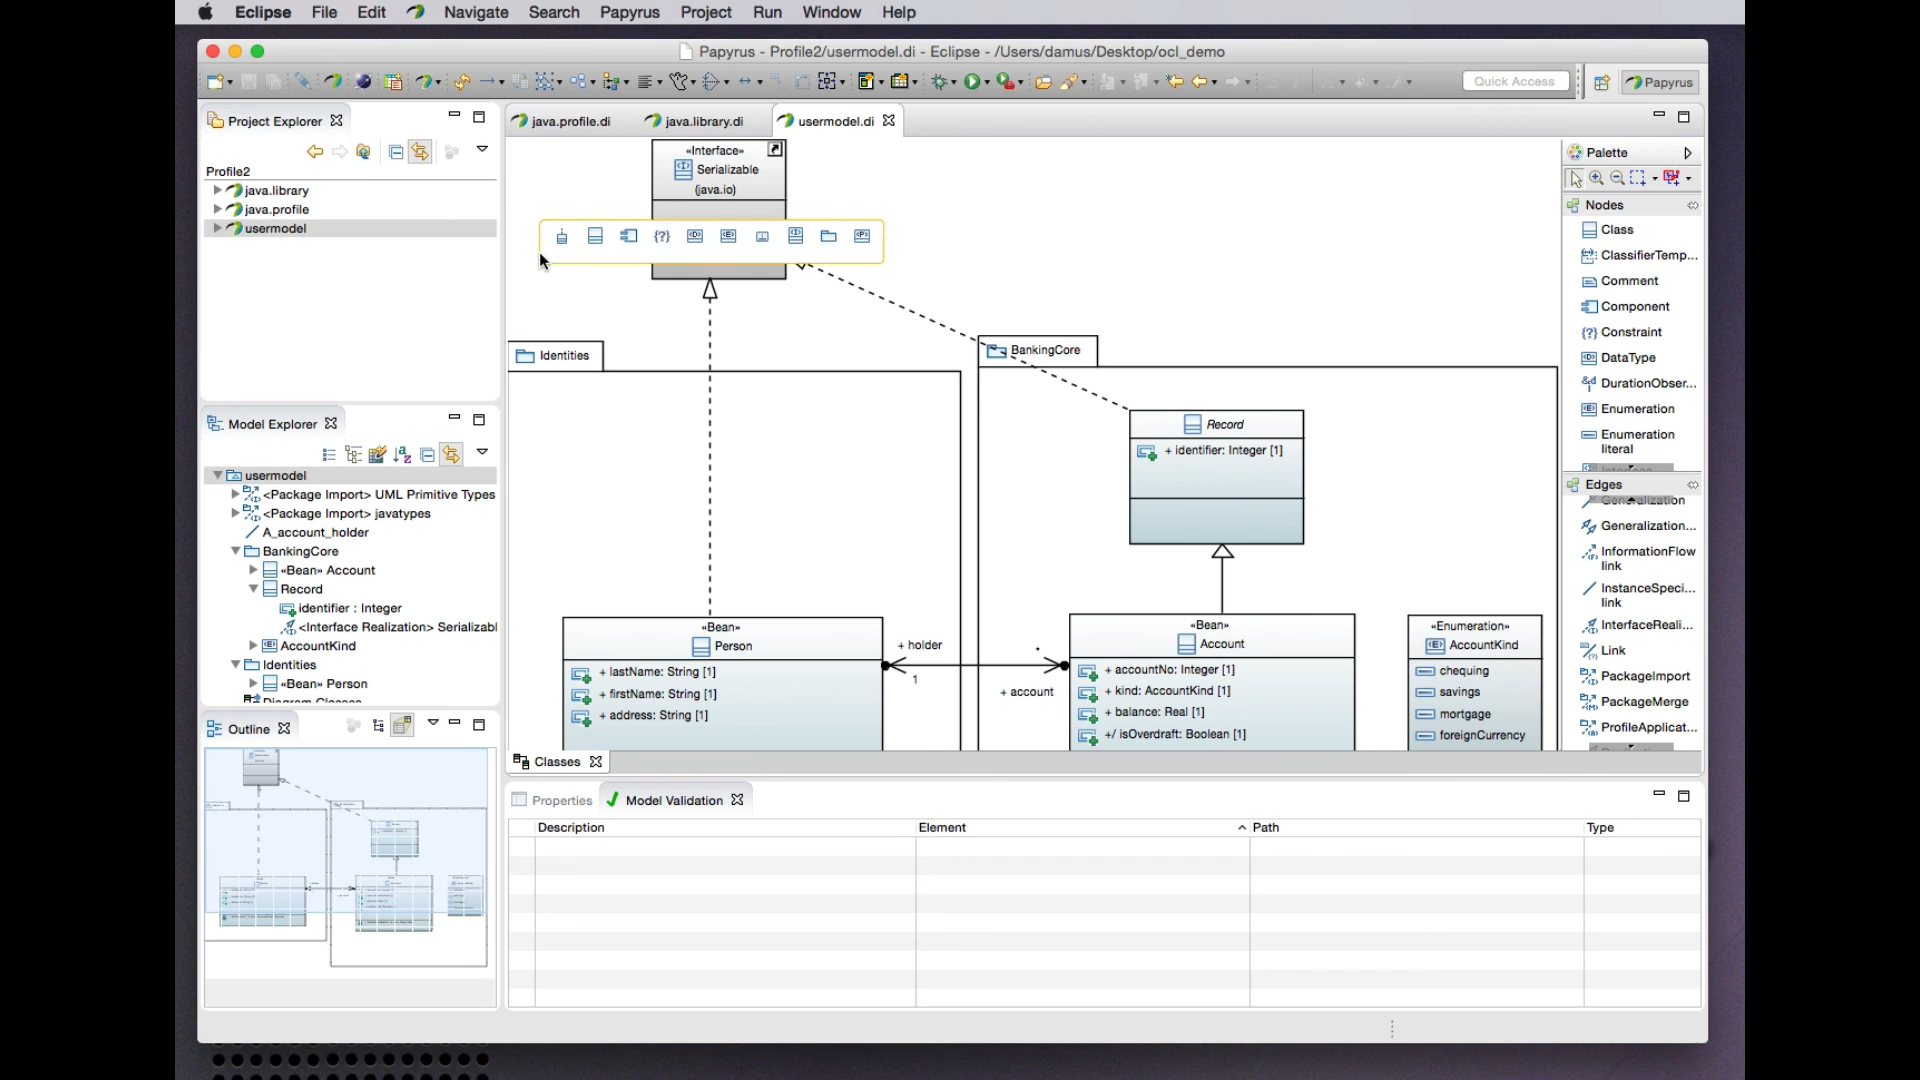 Eclipse File Edit Navigate Search Papyrus Project Run Window Help
Papyrus - Profile2/usermodel.di - Eclipse - /Users/damus/Desktop/ocl_demo
Quick Access
Papyrus
Project Explorer
Profile2
java.library
java.profile
usermodel
Model Explorer
usermodel
<Package Import> UML Primitive Types
<Package Import> javatypes
A_account_holder
BankingCore
«Bean» Account
Record
identifier : Integer
<Interface Realization> Serializabl
AccountKind
Identities
«Bean» Person
Diagram Classes
Outline
java.profile.di
java.library.di
usermodel.di
«Interface»
Serializable
(java.io)
Identities
BankingCore
Record
+ identifier: Integer [1]
«Bean»
Person
+ lastName: String [1]
+ firstName: String [1]
+ address: String [1]
+ holder
1
*
+ account
«Bean»
Account
+ accountNo: Integer [1]
+ kind: AccountKind [1]
+ balance: Real [1]
+/ isOverdraft: Boolean [1]
«Enumeration»
AccountKind
chequing
savings
mortgage
foreignCurrency
Classes
Palette
Nodes
Class
ClassifierTemp...
Comment
Component
Constraint
DataType
DurationObser...
Enumeration
Enumeration
literal
Edges
Generalization
Generalization...
InformationFlow
link
InstanceSpeci...
link
InterfaceReali...
Link
PackageImport
PackageMerge
ProfileApplicat...
Properties
Model Validation
Description Element Path Type